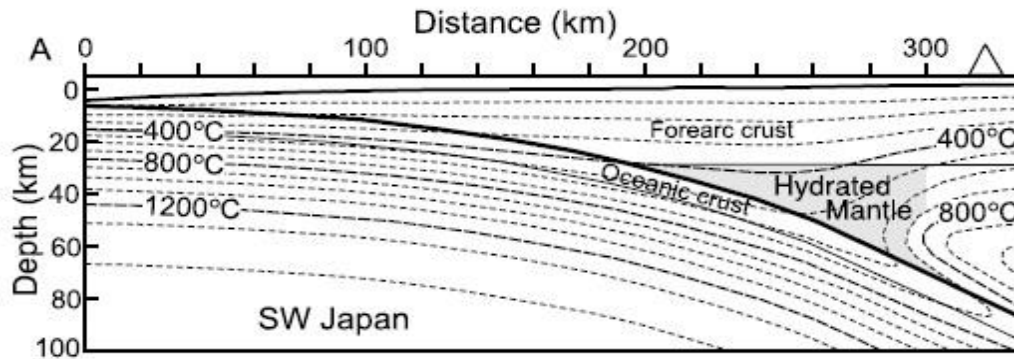 Distance (km)
A 0 100 200 300
0
Forearc crust
20
400°C
400°C
800°C
Oceanic crust
Hydrated
Mantle
40
1200°C
800°C
60
Depth (km)
80
SW Japan
100